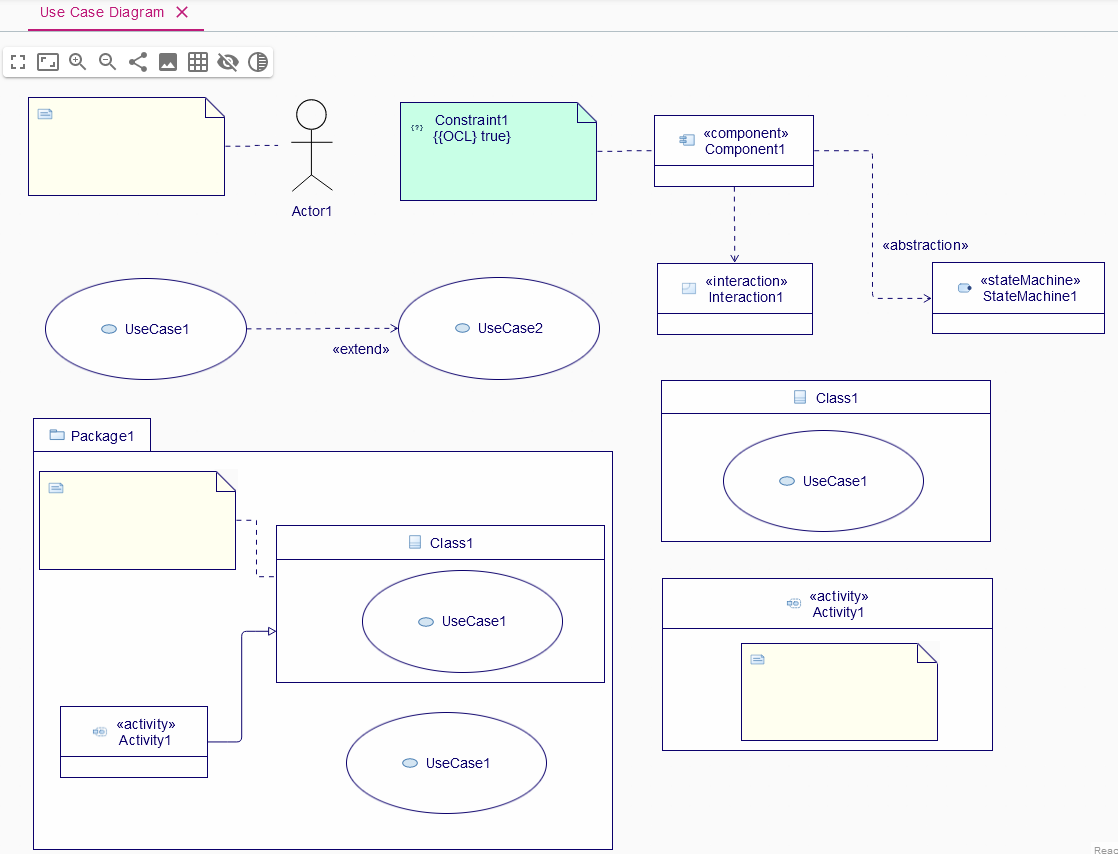 Use Case Diagram
Constraint1
{{OCL} true}
{?}
«component»
Component1
Actor1
«abstraction»
«interaction»
Interaction1
«stateMachine»
StateMachine1
UseCase1
UseCase2
«extend»
Class1
UseCase1
Package1
Class1
UseCase1
«activity»
Activity1
UseCase1
«activity»
Activity1
Reac